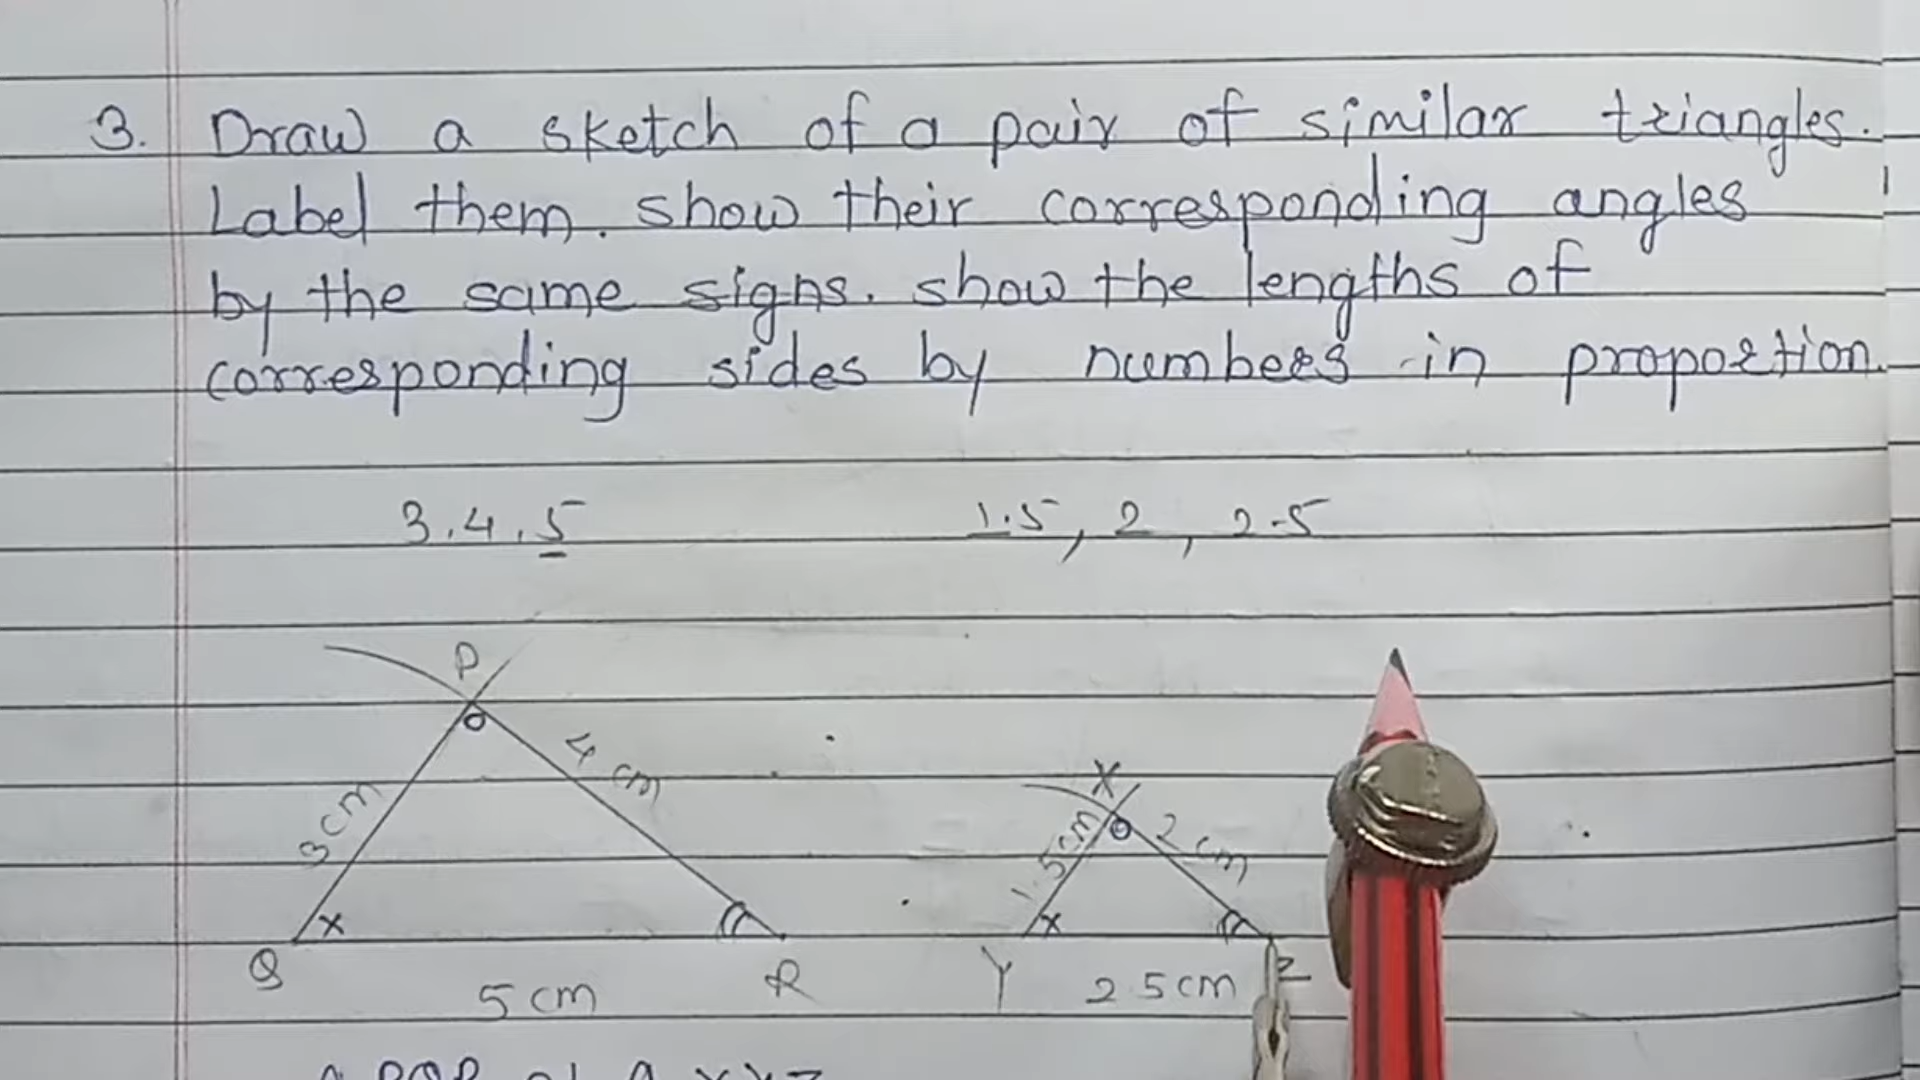 3. Draw a sketch of a pair of similar triangles.
Label them. show their corresponding angles
by the same signs. show the lengths of
corresponding sides by numbers in proportion.
3.4.5 1.5, 2, 2.5
P
3cm
4 cm
Q
5cm
R
X
1.5cm
2 cm
Y
2.5cm
Z